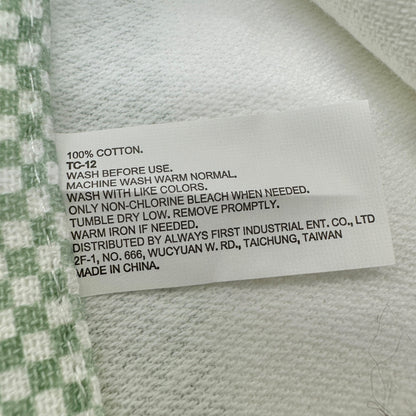 100% COTTON.
TC-12
WASH BEFORE USE.
MACHINE WASH WARM NORMAL.
WASH WITH LIKE COLORS.
ONLY NON-CHLORINE BLEACH WHEN NEEDED.
TUMBLE DRY LOW. REMOVE PROMPTLY.
WARM IRON IF NEEDED.
DISTRIBUTED BY ALWAYS FIRST INDUSTRIAL ENT. CO., LTD
2F-1, NO. 666, WUCYUAN W. RD., TAICHUNG, TAIWAN
MADE IN CHINA.